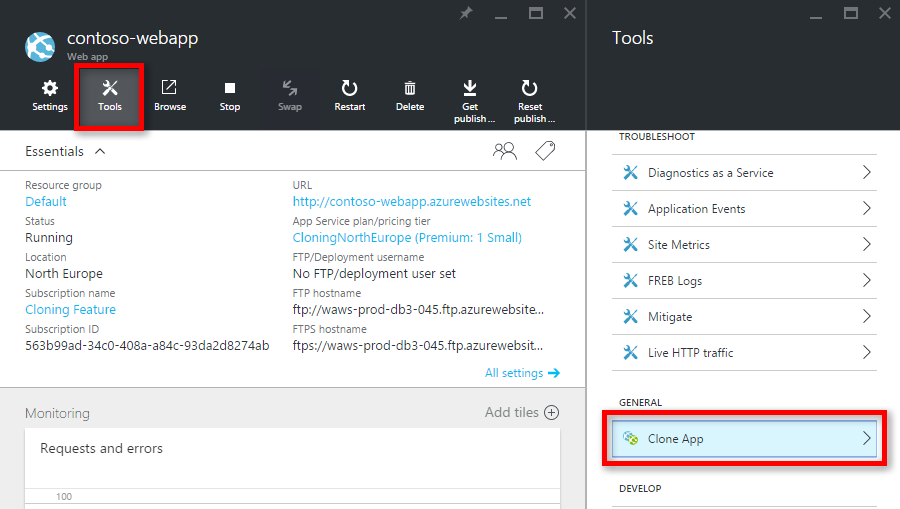 contoso-webapp
Web app
Settings
Tools
Browse
Stop
Swap
Restart
Delete
Get
publish ...
Reset
publish ...
Essentials
Resource group
Default
Status
Running
Location
North Europe
Subscription name
Cloning Feature
Subscription ID
563b99ad-34c0-408a-a84c-93da2d8274ab
URL
http://contoso-webapp.azurewebsites.net
App Service plan/pricing tier
CloningNorthEurope (Premium: 1 Small)
FTP/Deployment username
No FTP/deployment user set
FTP hostname
ftp://waws-prod-db3-045.ftp.azurewebsite...
FTPS hostname
ftps://waws-prod-db3-045.ftp.azurewebsit...
All settings
Monitoring
Add tiles
Requests and errors
100
Tools
TROUBLESHOOT
Diagnostics as a Service
Application Events
Site Metrics
FREB Logs
Mitigate
Live HTTP traffic
GENERAL
Clone App
DEVELOP